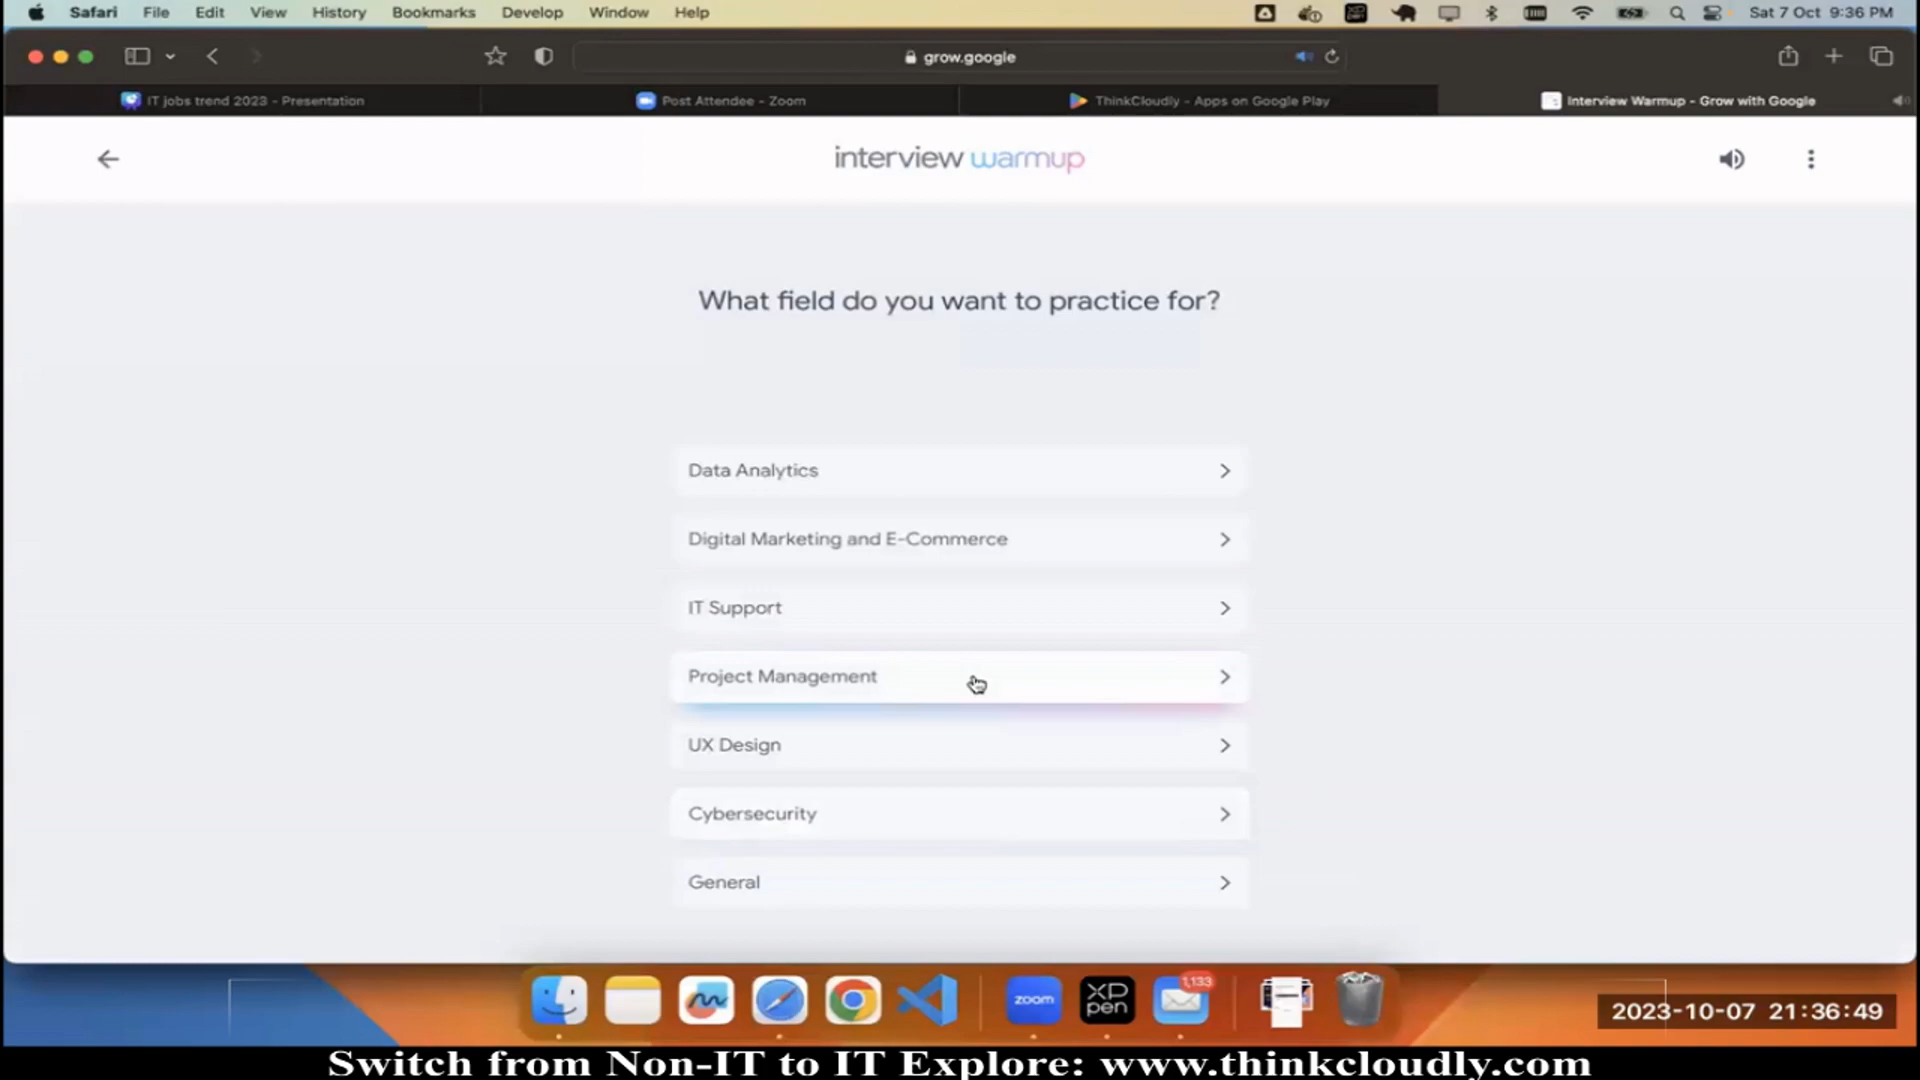 Safari File Edit View History Bookmarks Develop Window Help Sat 7 Oct 9:36 PM
grow.google
IT jobs trend 2023 - Presentation
Post Attendee - Zoom
ThinkCloudly - Apps on Google Play
Interview Warmup - Grow with Google
interview warmup
What field do you want to practice for?
Data Analytics
Digital Marketing and E-Commerce
IT Support
Project Management
UX Design
Cybersecurity
General
zoom
XP
pen
1,133
2023-10-07 21:36:49
Switch from Non-IT to IT Explore: www.thinkcloudly.com